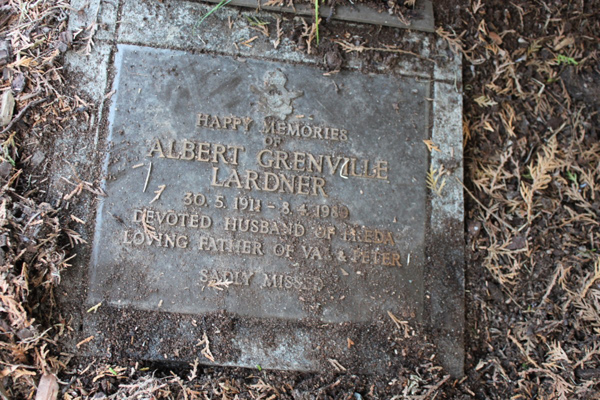 HAPPY MEMORIES
OF
ALBERT GRENVILLE
LARDNER
30.5.1911 - 8.4.1980
DEVOTED HUSBAND OF FREDA
LOVING FATHER OF VAL & PETER
SADLY MISSED